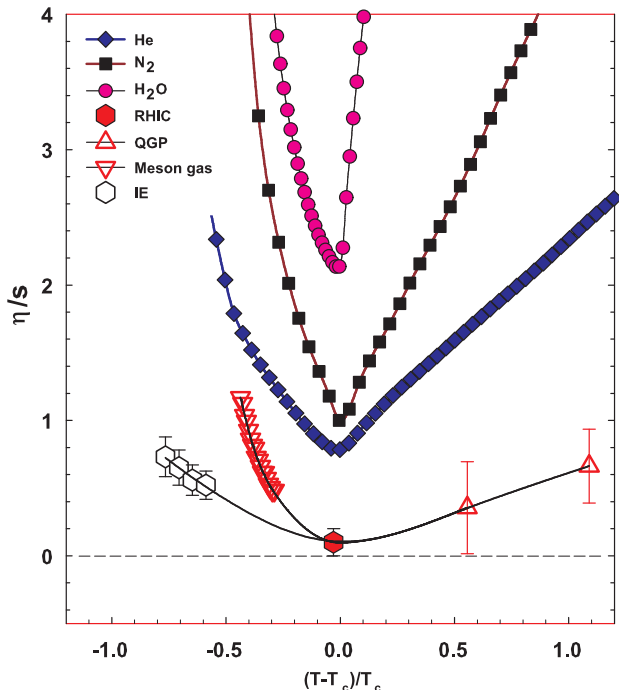 4
3
2
1
0
η/s
He
N2
H2O
RHIC
QGP
Meson gas
IE
-1.0 -0.5 0.0 0.5 1.0
(T-Tc)/Tc